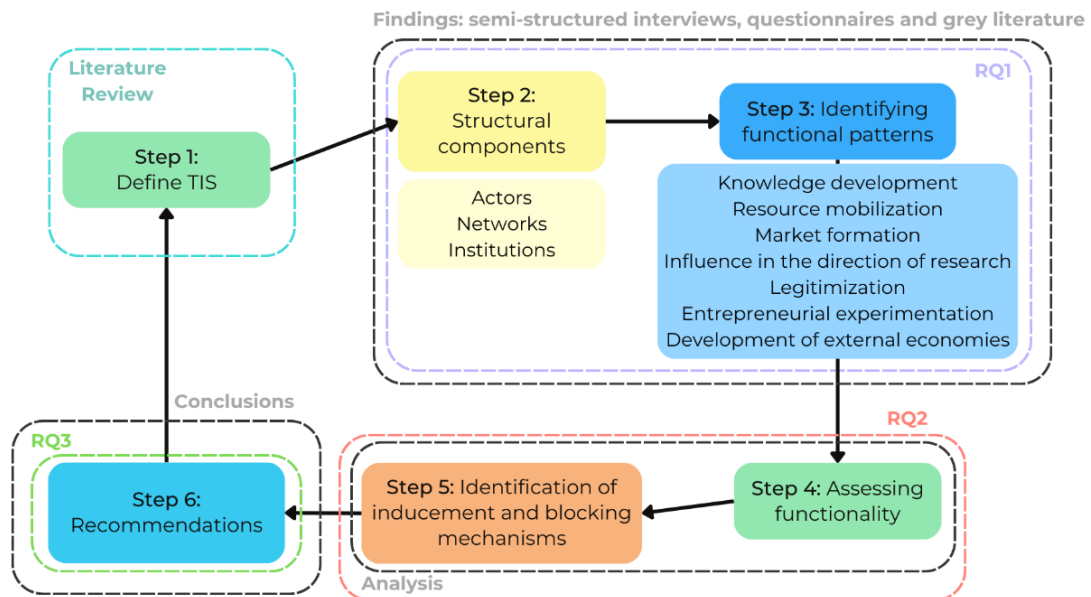 Findings: semi-structured interviews, questionnaires and grey literature
Literature
Review
RQ1
Step 1:
Define TIS
Step 2:
Structural
components
Actors
Networks
Institutions
Step 3: Identifying
functional patterns
Knowledge development
Resource mobilization
Market formation
Influence in the direction of research
Legitimization
Entrepreneurial experimentation
Development of external economies
Conclusions
RQ3
RQ2
Step 6:
Recommendations
Step 5: Identification of
inducement and blocking
mechanisms
Step 4: Assessing
functionality
Analysis